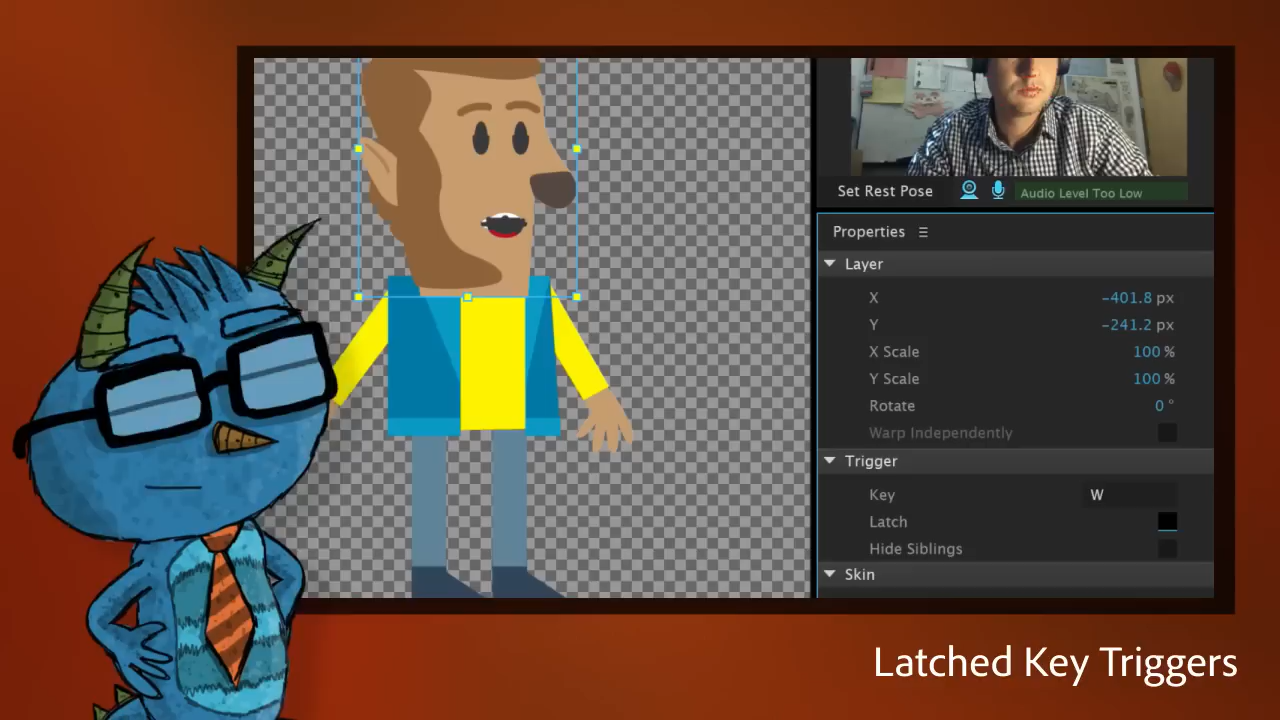 Set Rest Pose
Audio Level Too Low
Properties
Layer
X -401.8 px
Y -241.2 px
X Scale 100 %
Y Scale 100 %
Rotate 0 °
Warp Independently
Trigger
Key W
Latch
Hide Siblings
Skin
Latched Key Triggers